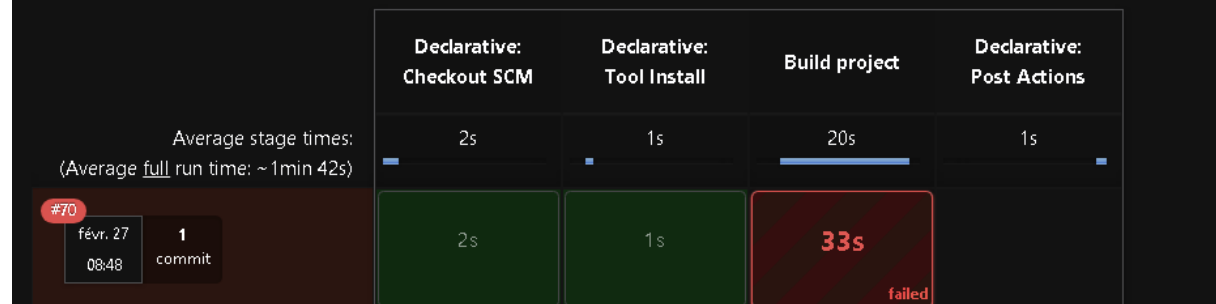 Declarative:
Checkout SCM
Declarative:
Tool Install
Build project
Declarative:
Post Actions
Average stage times:
(Average full run time: ~1min 42s)
2s
1s
20s
1s
#70
févr. 27
08:48
1
commit
2s
1s
33s
failed